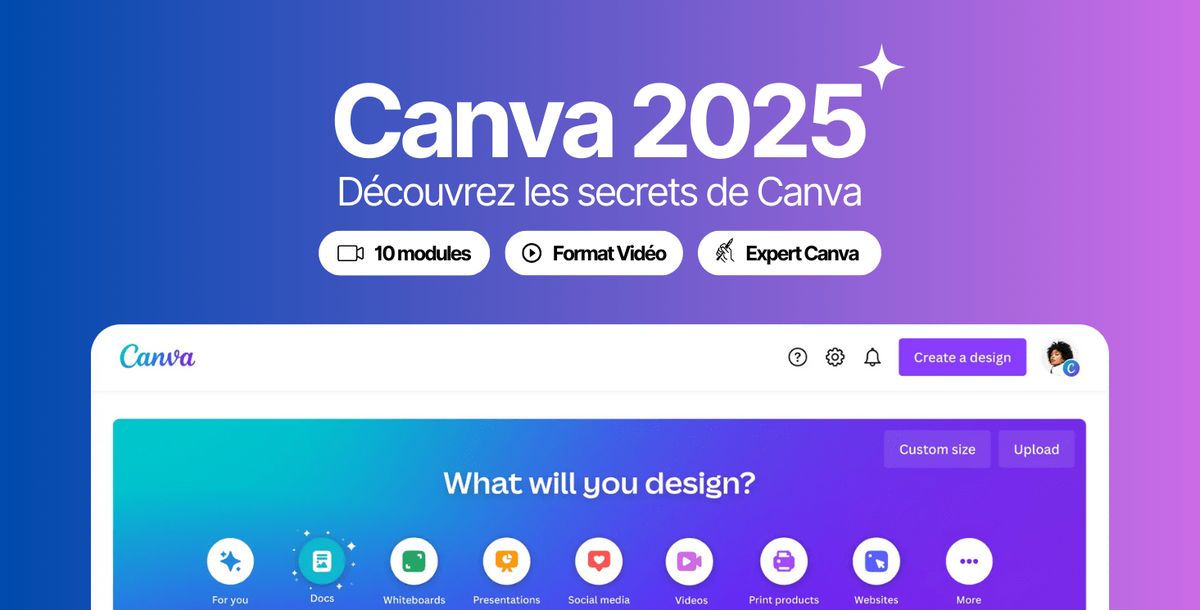 Canva 2025
Découvrez les secrets de Canva
10 modules Format Vidéo Expert Canva
Canva Create a design C
Custom size Upload
What will you design?
For you Docs Whiteboards Presentations Social media Videos Print products Websites More